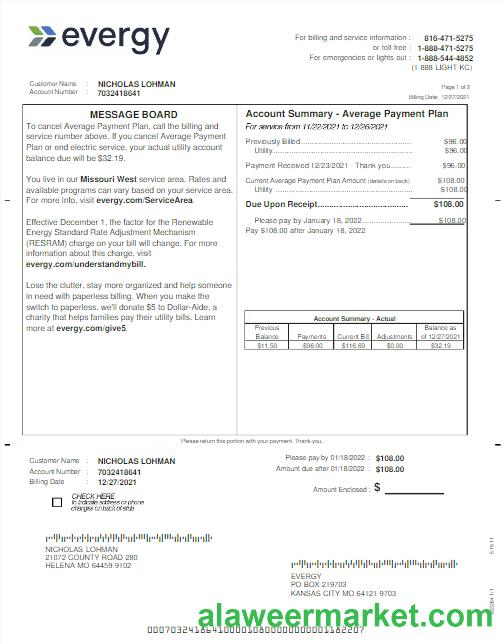 evergy
For billing and service information : 816-471-5275
or toll free : 1-888-471-5275
For emergencies or lights out : 1-888-544-4852
(1 888 LIGHT KC)
Customer Name : NICHOLAS LOHMAN
Account Number : 7032418641
Page 1 of 2
Billing Date: 12/27/2021
MESSAGE BOARD
To cancel Average Payment Plan, call the billing and
service number above. If you cancel Average Payment
Plan or end electric service, your actual utility account
balance due will be $32.19.
You live in our Missouri West service area. Rates and
available programs can vary based on your service area.
For more info, visit evergy.com/ServiceArea.
Effective December 1, the factor for the Renewable
Energy Standard Rate Adjustment Mechanism
(RESRAM) charge on your bill will change. For more
information about this charge, visit
evergy.com/understandmybill.
Lose the clutter, stay more organized and help someone
in need with paperless billing. When you make the
switch to paperless, we'll donate $5 to Dollar-Aide, a
charity that helps families pay their utility bills. Learn
more at evergy.com/give5.
Account Summary - Average Payment Plan
For service from 11/22/2021 to 12/26/2021
Previously Billed $96.00
Utility $96.00
Payment Received 12/23/2021 Thank you $96.00
Current Average Payment Plan Amount (details on back) $108.00
Utility $108.00
Due Upon Receipt $108.00
Please pay by January 18, 2022 $108.00
Pay $108.00 after January 18, 2022
Account Summary - Actual
Previous Balance Payments Current Bill Adjustments Balance as of 12/27/2021
$11.50 $96.00 $116.69 $0.00 $32.19
Please return this portion with your payment. Thank you.
Customer Name : NICHOLAS LOHMAN
Account Number : 7032418641
Billing Date : 12/27/2021
Please pay by 01/18/2022 : $108.00
Amount due after 01/18/2022 : $108.00
Amount Enclosed : $
CHECK HERE
to indicate address or phone
changes on back of stub
NICHOLAS LOHMAN
21072 COUNTY ROAD 280
HELENA MO 64459 9102
EVERGY
PO BOX 219703
KANSAS CITY MO 64121 9703
alaweermarket.com